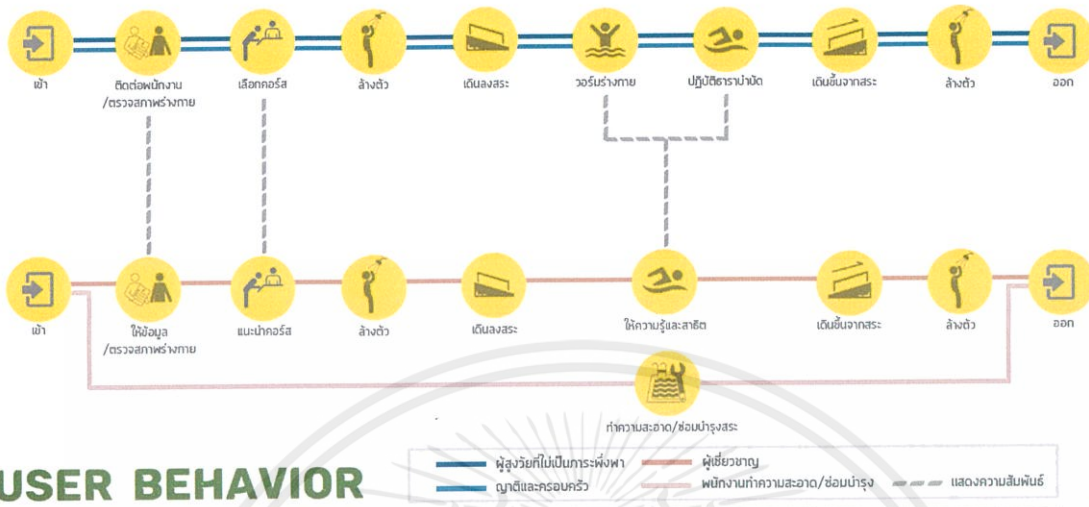 เข้า
ติดต่อพนักงาน
/ตรวจสภาพร่างกาย
เลือกคอร์ส
ล้างตัว
เดินลงสระ
วอร์มร่างกาย
ปฏิบัติธาราบำบัด
เดินขึ้นจากสระ
ล้างตัว
ออก
เข้า
ให้ข้อมูล
/ตรวจสภาพร่างกาย
แนะนำคอร์ส
ล้างตัว
เดินลงสระ
ให้ความรู้และสาธิต
เดินขึ้นจากสระ
ล้างตัว
ออก
ทำความสะอาด/ซ่อมบำรุงสระ
USER BEHAVIOR
ผู้สูงวัยที่ไม่เป็นภาระพึ่งพา
ผู้เชี่ยวชาญ
ญาติและครอบครัว
พนักงานทำความสะอาด/ซ่อมบำรุง
แสดงความสัมพันธ์